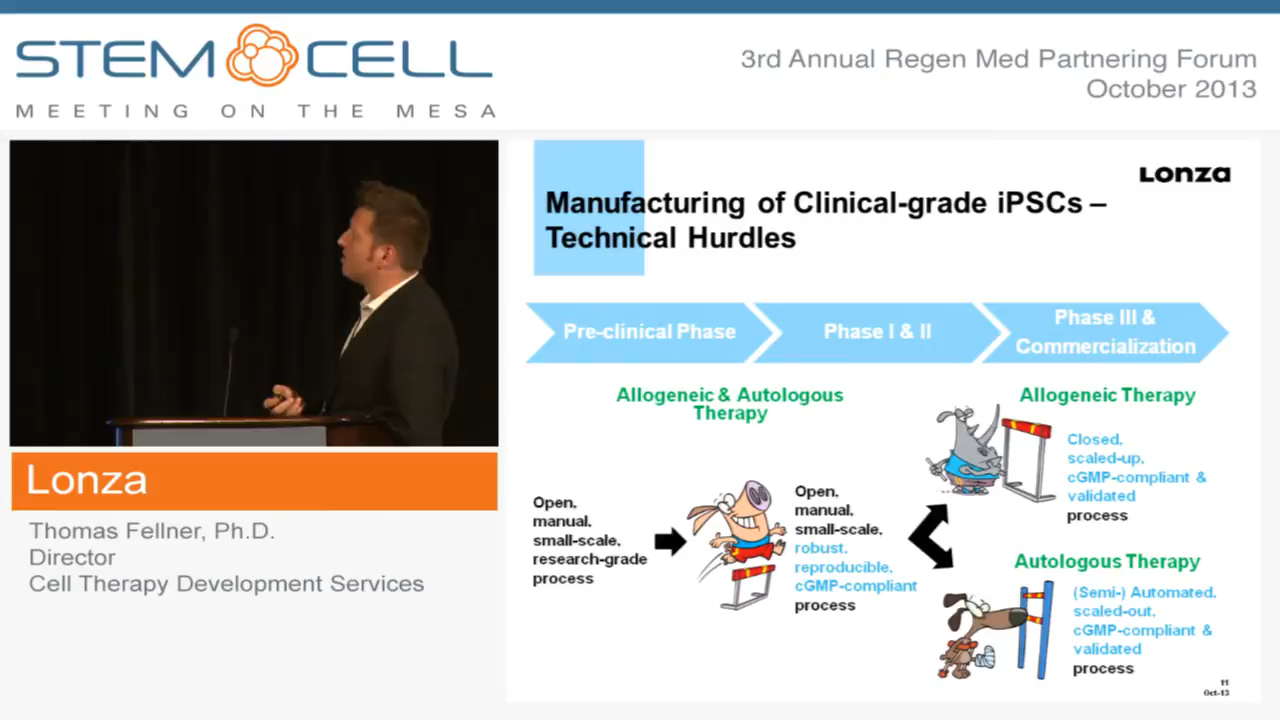 STEM CELL
MEETING ON THE MESA
3rd Annual Regen Med Partnering Forum
October 2013
Lonza
Manufacturing of Clinical-grade iPSCs –
Technical Hurdles
Pre-clinical Phase
Phase I & II
Phase III &
Commercialization
Allogeneic & Autologous
Therapy
Open,
manual,
small-scale,
research-grade
process
Open,
manual,
small-scale,
robust,
reproducible,
cGMP-compliant
process
Allogeneic Therapy
Closed,
scaled-up,
cGMP-compliant &
validated
process
Autologous Therapy
(Semi-) Automated,
scaled-out,
cGMP-compliant &
validated
process
11
Oct-13
Lonza
Thomas Fellner, Ph.D.
Director
Cell Therapy Development Services